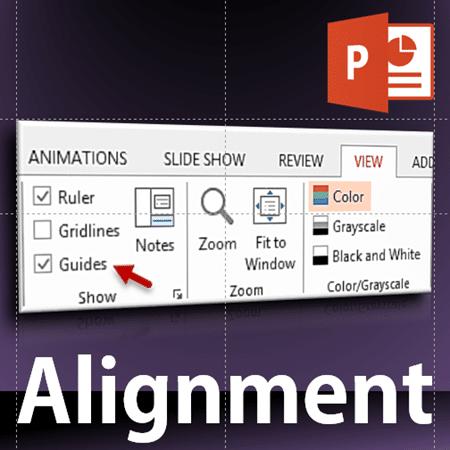 P
ANIMATIONS SLIDE SHOW REVIEW VIEW ADD
Ruler
Gridlines
Guides
Notes
Show
Zoom
Fit to
Window
Zoom
Color
Grayscale
Black and White
Color/Grayscale
Alignment